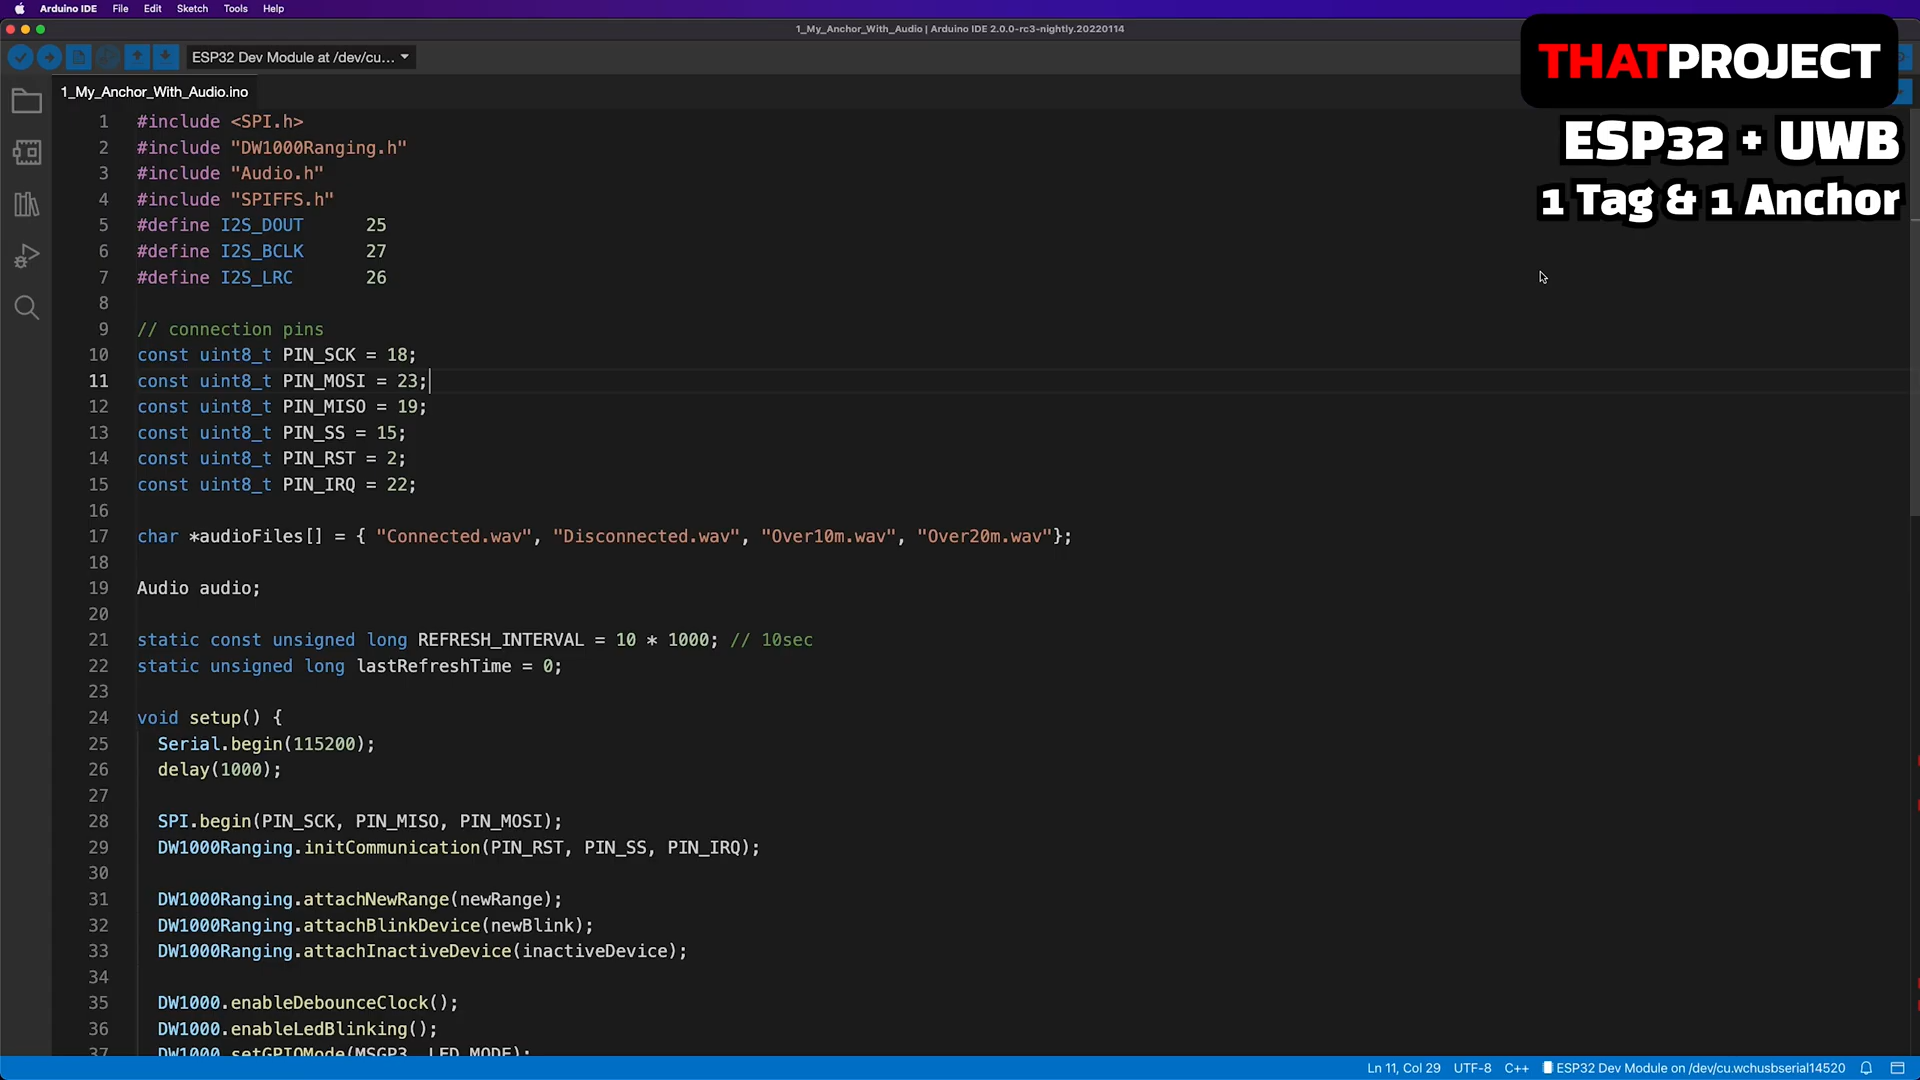 Arduino IDE File Edit Sketch Tools Help
1_My_Anchor_With_Audio | Arduino IDE 2.0.0-rc3-nightly.20220114
ESP32 Dev Module at /dev/cu...
THATPROJECT
ESP32 + UWB
1 Tag & 1 Anchor
1_My_Anchor_With_Audio.ino
1 #include <SPI.h>
2 #include "DW1000Ranging.h"
3 #include "Audio.h"
4 #include "SPIFFS.h"
5 #define I2S_DOUT      25
6 #define I2S_BCLK      27
7 #define I2S_LRC       26
8
9 // connection pins
10 const uint8_t PIN_SCK = 18;
11 const uint8_t PIN_MOSI = 23;
12 const uint8_t PIN_MISO = 19;
13 const uint8_t PIN_SS = 15;
14 const uint8_t PIN_RST = 2;
15 const uint8_t PIN_IRQ = 22;
16
17 char *audioFiles[] = { "Connected.wav", "Disconnected.wav", "Over10m.wav", "Over20m.wav"};
18
19 Audio audio;
20
21 static const unsigned long REFRESH_INTERVAL = 10 * 1000; // 10sec
22 static unsigned long lastRefreshTime = 0;
23
24 void setup() {
25   Serial.begin(115200);
26   delay(1000);
27
28   SPI.begin(PIN_SCK, PIN_MISO, PIN_MOSI);
29   DW1000Ranging.initCommunication(PIN_RST, PIN_SS, PIN_IRQ);
30
31   DW1000Ranging.attachNewRange(newRange);
32   DW1000Ranging.attachBlinkDevice(newBlink);
33   DW1000Ranging.attachInactiveDevice(inactiveDevice);
34
35   DW1000.enableDebounceClock();
36   DW1000.enableLedBlinking();
37   DW1000.setGPIOMode(MSGP3, LED_MODE);
Ln 11, Col 29 UTF-8 C++ ESP32 Dev Module on /dev/cu.wchusbserial14520